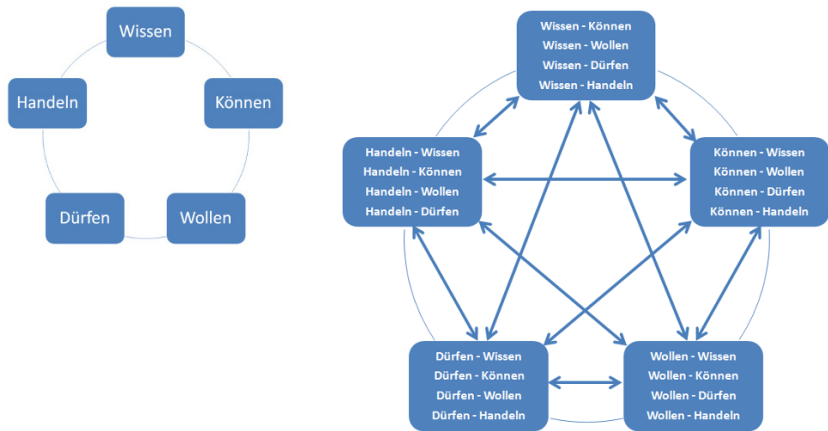 Wissen
Handeln
Können
Dürfen
Wollen
Wissen - Können
Wissen - Wollen
Wissen - Dürfen
Wissen - Handeln
Handeln - Wissen
Handeln - Können
Handeln - Wollen
Handeln - Dürfen
Können - Wissen
Können - Wollen
Können - Dürfen
Können - Handeln
Dürfen - Wissen
Dürfen - Können
Dürfen - Wollen
Dürfen - Handeln
Wollen - Wissen
Wollen - Können
Wollen - Dürfen
Wollen - Handeln